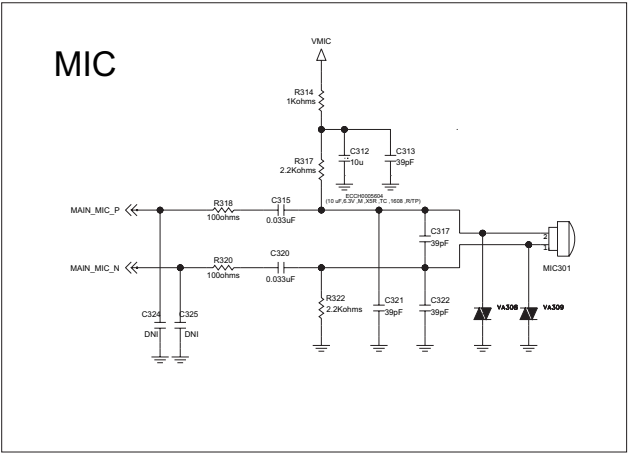 MIC
VMIC
R314
1Kohms
C312
10u
C313
39pF
R317
2.2Kohms
ECCH0005604
(10 uF,6.3V ,M ,X5R ,TC ,1608 ,R/TP)
MAIN_MIC_P
R318
100ohms
C315
0.033uF
C317
39pF
2
1
MIC301
MAIN_MIC_N
R320
100ohms
C320
0.033uF
R322
2.2Kohms
C321
39pF
C322
39pF
VA308
VA309
C324
DNI
C325
DNI